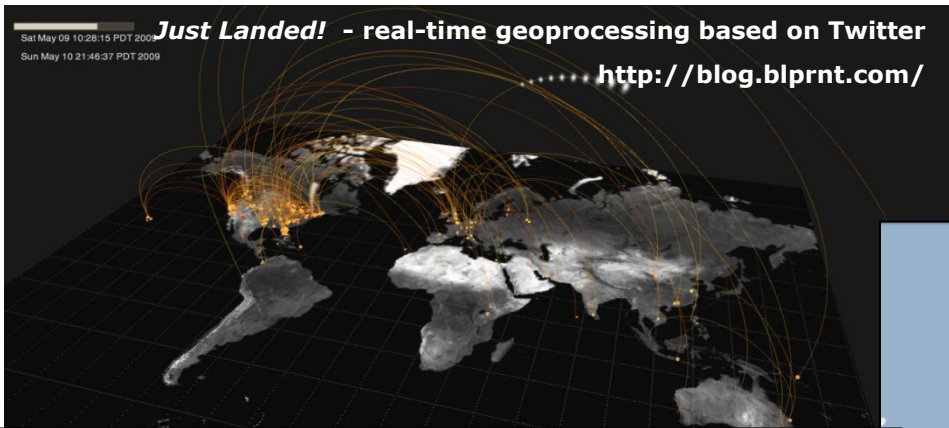 Just Landed! - real-time geoprocessing based on Twitter
http://blog.blprnt.com/
Sat May 09 10:28:15 PDT 2009
Sun May 10 21:46:37 PDT 2009